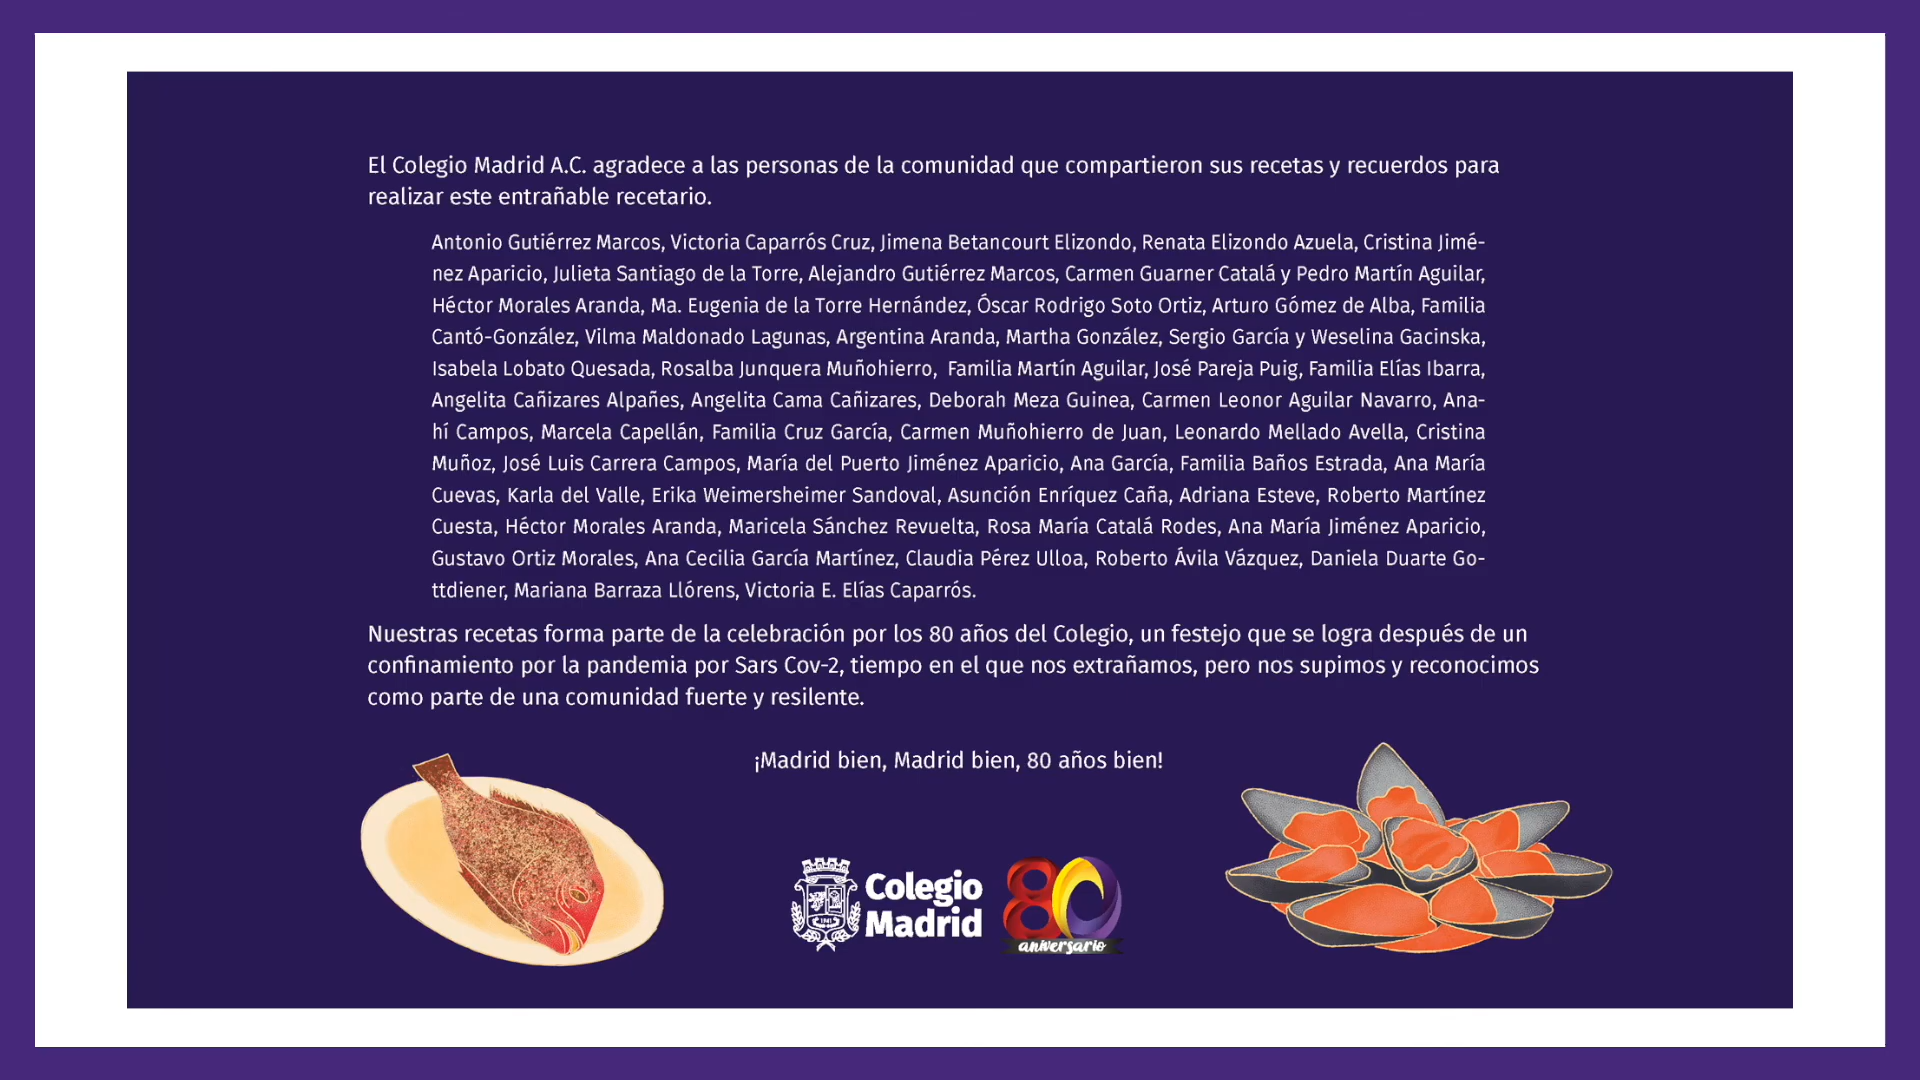 El Colegio Madrid A.C. agradece a las personas de la comunidad que compartieron sus recetas y recuerdos para
realizar este entrañable recetario.
Antonio Gutiérrez Marcos, Victoria Caparrós Cruz, Jimena Betancourt Elizondo, Renata Elizondo Azuela, Cristina Jimé-
nez Aparicio, Julieta Santiago de la Torre, Alejandro Gutiérrez Marcos, Carmen Guarner Catalá y Pedro Martín Aguilar,
Héctor Morales Aranda, Ma. Eugenia de la Torre Hernández, Óscar Rodrigo Soto Ortiz, Arturo Gómez de Alba, Familia
Cantó-González, Vilma Maldonado Lagunas, Argentina Aranda, Martha González, Sergio García y Weselina Gacinska,
Isabela Lobato Quesada, Rosalba Junquera Muñohierro, Familia Martín Aguilar, José Pareja Puig, Familia Elías Ibarra,
Angelita Cañizares Alpañes, Angelita Cama Cañizares, Deborah Meza Guinea, Carmen Leonor Aguilar Navarro, Ana-
hí Campos, Marcela Capellán, Familia Cruz García, Carmen Muñohierro de Juan, Leonardo Mellado Avella, Cristina
Muñoz, José Luis Carrera Campos, María del Puerto Jiménez Aparicio, Ana García, Familia Baños Estrada, Ana María
Cuevas, Karla del Valle, Erika Weimersheimer Sandoval, Asunción Enríquez Caña, Adriana Esteve, Roberto Martínez
Cuesta, Héctor Morales Aranda, Maricela Sánchez Revuelta, Rosa María Catalá Rodes, Ana María Jiménez Aparicio,
Gustavo Ortiz Morales, Ana Cecilia García Martínez, Claudia Pérez Ulloa, Roberto Ávila Vázquez, Daniela Duarte Go-
ttdiener, Mariana Barraza Llórens, Victoria E. Elías Caparrós.
Nuestras recetas forma parte de la celebración por los 80 años del Colegio, un festejo que se logra después de un
confinamiento por la pandemia por Sars Cov-2, tiempo en el que nos extrañamos, pero nos supimos y reconocimos
como parte de una comunidad fuerte y resilente.
¡Madrid bien, Madrid bien, 80 años bien!
1941
Colegio
Madrid
80
aniversario